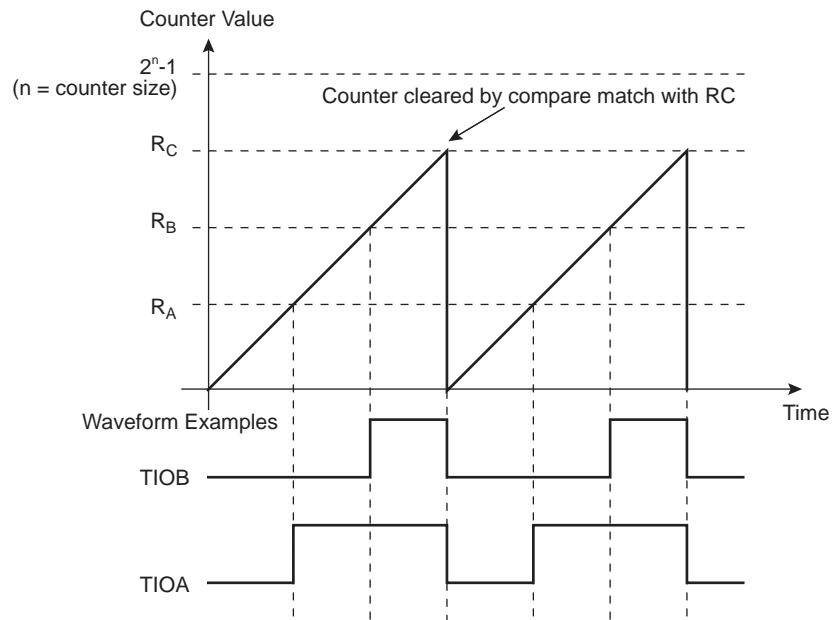 Counter Value
2ⁿ-1
(n = counter size)
Counter cleared by compare match with RC
R_C
R_B
R_A
Time
Waveform Examples
TIOB
TIOA